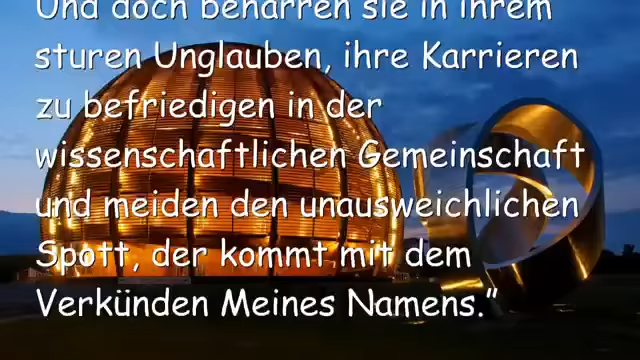 Und doch beharren sie in ihrem
sturen Unglauben, ihre Karrieren
zu befriedigen in der
wissenschaftlichen Gemeinschaft
und meiden den unausweichlichen
Spott, der kommt mit dem
Verkünden Meines Namens.”